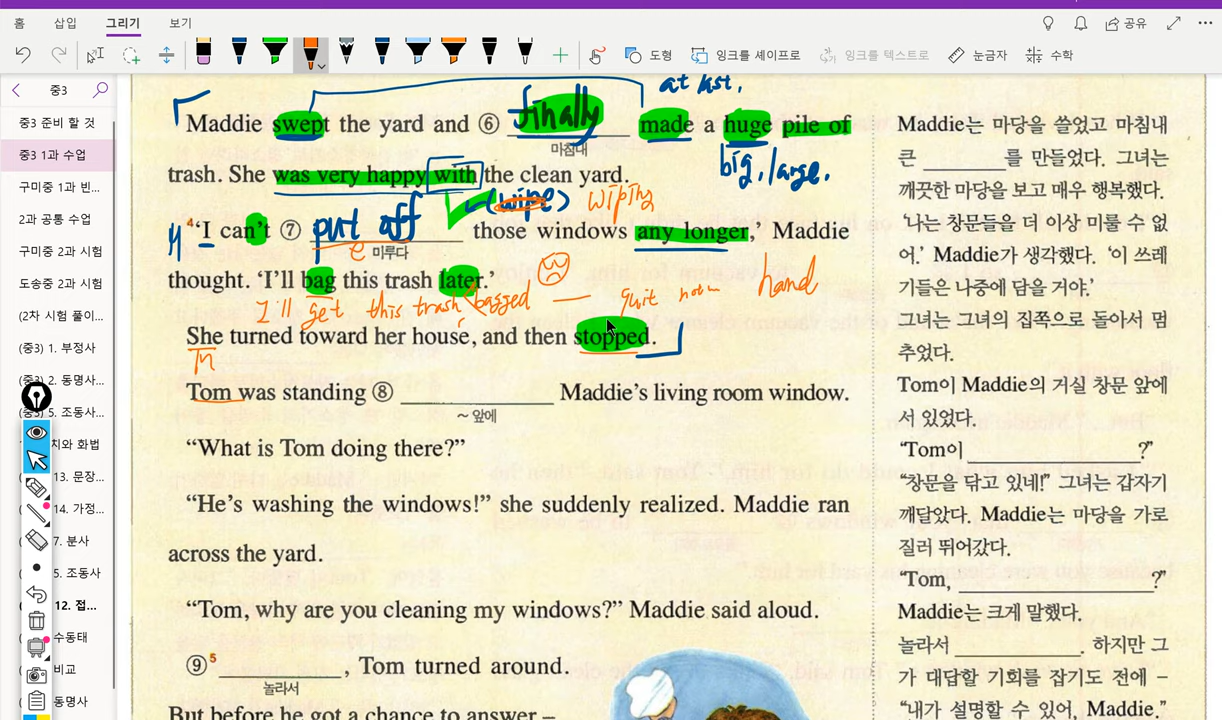 홈 삽입 그리기 보기 공유
도형 잉크를 셰이프로 잉크를 텍스트로 눈금자 수학
중3
중3 준비 할 것
중3 1과 수업
구미중 1과 빈...
2과 공통 수업
구미중 2과 시험
도송중 2과 시험
(2차 시험 풀이...
(중3) 1. 부정사
(중3) 2. 동명사...
(중3) 5. 조동사...
치와 화법
13. 문장...
14. 가정...
7. 분사
5. 조동사
12. 접...
수동태
비교
동명사
at last.
Maddie swept the yard and ⑥ finally made a huge pile of
마침내
big, large.
trash. She was very happy with the clean yard.
(wipe) wiping
4‘I can’t ⑦ put off those windows any longer,’ Maddie
미루다
thought. ‘I’ll bag this trash later.’
I'll get this trash bagged quit hand
She turned toward her house, and then stopped.
Tom was standing ⑧ Maddie’s living room window.
~ 앞에
“What is Tom doing there?”
“He’s washing the windows!” she suddenly realized. Maddie ran
across the yard.
“Tom, why are you cleaning my windows?” Maddie said aloud.
⑨5 , Tom turned around.
놀라서
But before he got a chance to answer –
Maddie는 마당을 쓸었고 마침내
큰 를 만들었다. 그녀는
깨끗한 마당을 보고 매우 행복했다.
‘나는 창문들을 더 이상 미룰 수 없
어.’ Maddie가 생각했다. ‘이 쓰레
기들은 나중에 담을 거야.’
그녀는 그녀의 집쪽으로 돌아서 멈
추었다.
Tom이 Maddie의 거실 창문 앞에
서 있었다.
“Tom이 ?”
“창문을 닦고 있네!” 그녀는 갑자기
깨달았다. Maddie는 마당을 가로
질러 뛰어갔다.
“Tom, ?”
Maddie는 크게 말했다.
놀라서 . 하지만 그
가 대답할 기회를 잡기도 전에 –
“내가 설명할 수 있어, Maddie.”